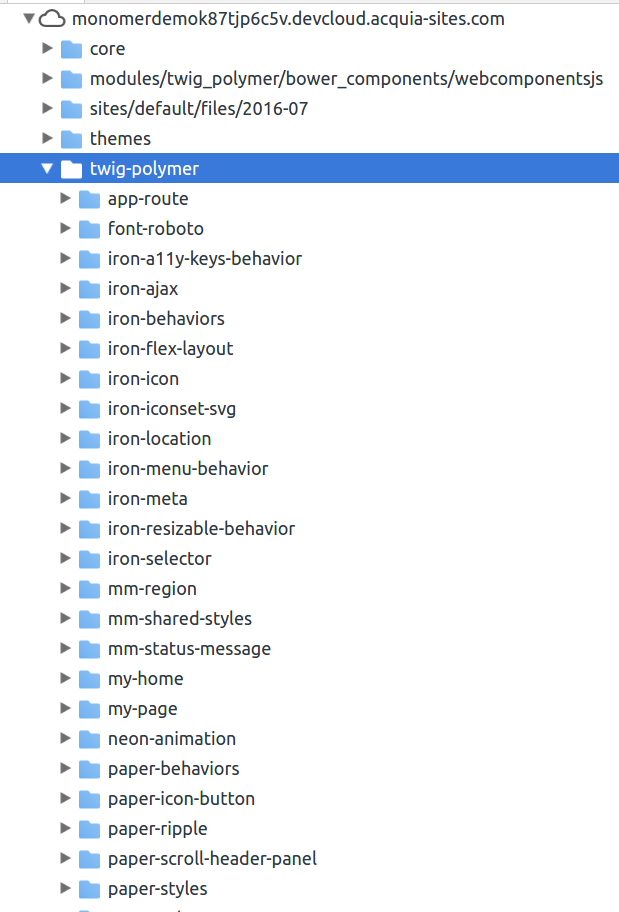 monomerdemok87tjp6c5v.devcloud.acquia-sites.com
core
modules/twig_polymer/bower_components/webcomponentsjs
sites/default/files/2016-07
themes
twig-polymer
app-route
font-roboto
iron-a11y-keys-behavior
iron-ajax
iron-behaviors
iron-flex-layout
iron-icon
iron-iconset-svg
iron-location
iron-menu-behavior
iron-meta
iron-resizable-behavior
iron-selector
mm-region
mm-shared-styles
mm-status-message
my-home
my-page
neon-animation
paper-behaviors
paper-icon-button
paper-ripple
paper-scroll-header-panel
paper-styles